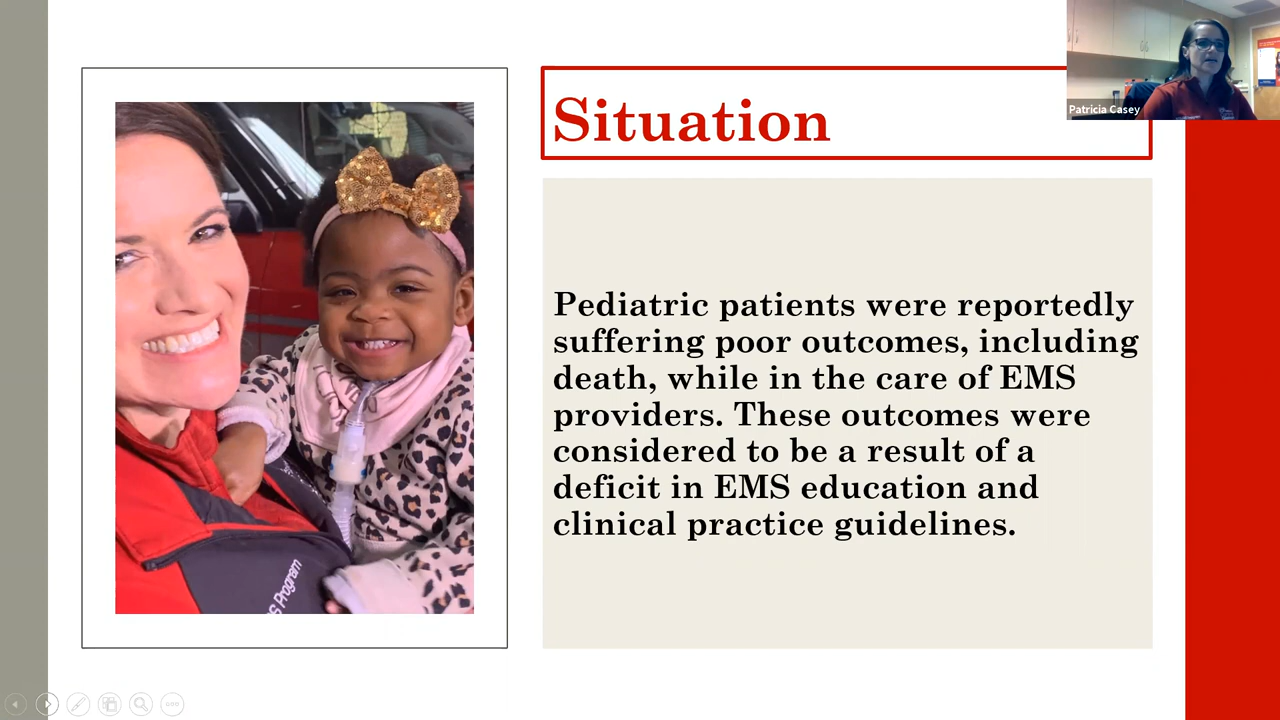 Situation
Patricia Casey
Pediatric patients were reportedly
suffering poor outcomes, including
death, while in the care of EMS
providers. These outcomes were
considered to be a result of a
deficit in EMS education and
clinical practice guidelines.
S Program